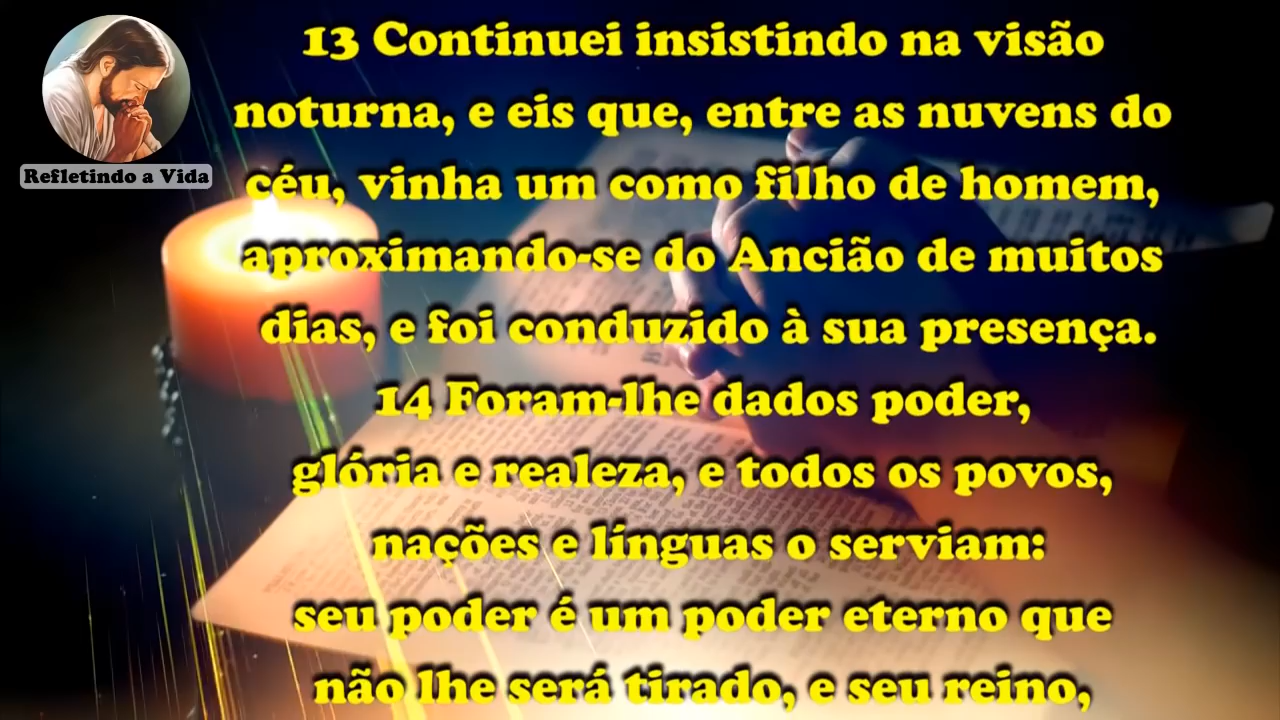 Refletindo a Vida
13 Continuei insistindo na visão
noturna, e eis que, entre as nuvens do
céu, vinha um como filho de homem,
aproximando-se do Ancião de muitos
dias, e foi conduzido à sua presença.
14 Foram-lhe dados poder,
glória e realeza, e todos os povos,
nações e línguas o serviam:
seu poder é um poder eterno que
não lhe será tirado, e seu reino,